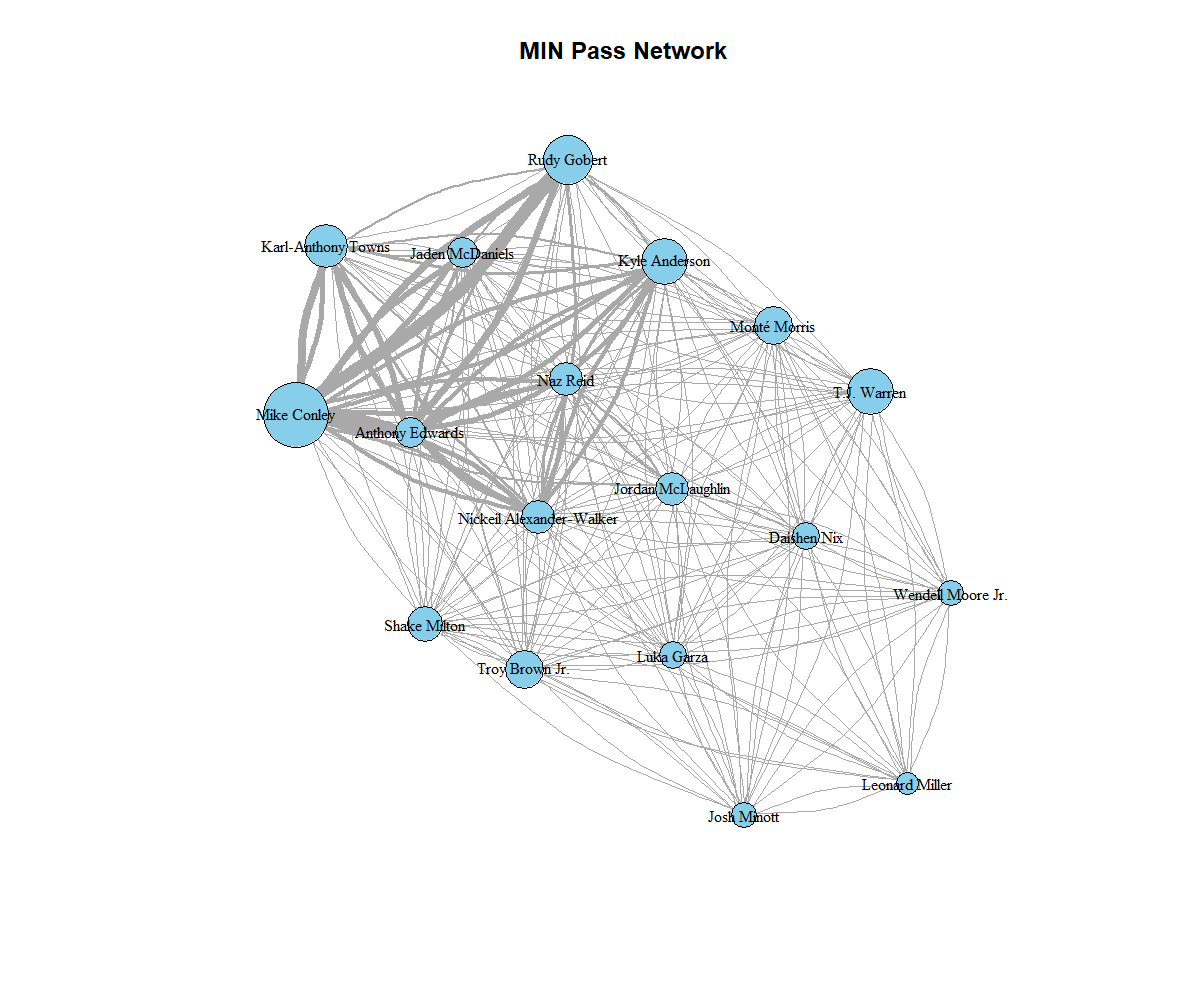 MIN Pass Network
Rudy Gobert
Karl-Anthony Towns
Jaden McDaniels
Kyle Anderson
Monté Morris
Naz Reid
T.J. Warren
Mike Conley
Anthony Edwards
Jordan McLaughlin
Nickeil Alexander-Walker
Daishen Nix
Wendell Moore Jr.
Shake Milton
Luka Garza
Troy Brown Jr.
Leonard Miller
Josh Minott